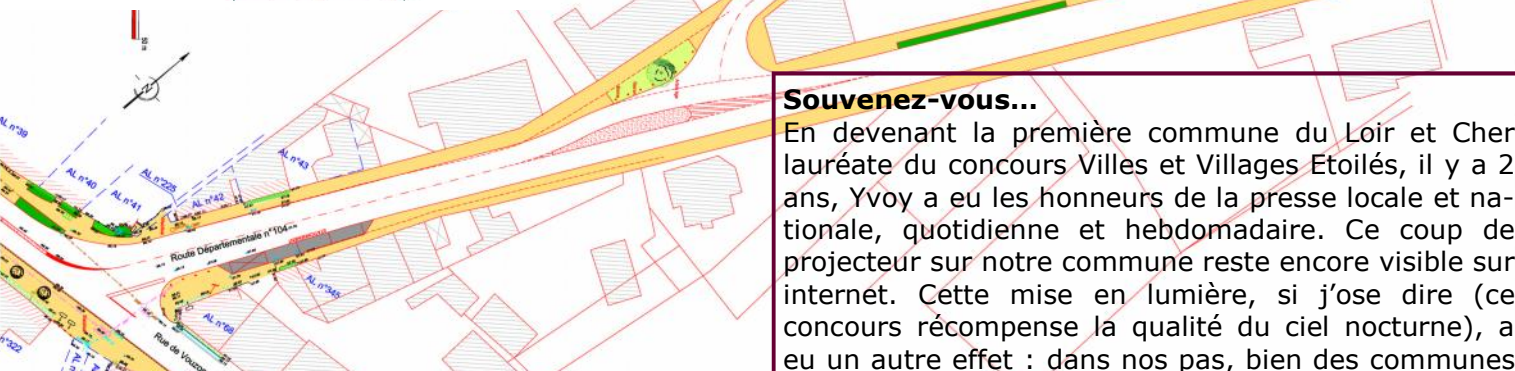 50 m
N
AL n°39
AL n°40
AL n°41
AL n°225
AL n°42
AL n°43
Route Départementale n°104
AL n°345
AL n°68
Rue de Vouzon
n°322
Souvenez-vous...
En devenant la première commune du Loir et Cher
lauréate du concours Villes et Villages Etoilés, il y a 2
ans, Yvoy a eu les honneurs de la presse locale et na-
tionale, quotidienne et hebdomadaire. Ce coup de
projecteur sur notre commune reste encore visible sur
internet. Cette mise en lumière, si j’ose dire (ce
concours récompense la qualité du ciel nocturne), a
eu un autre effet : dans nos pas, bien des communes